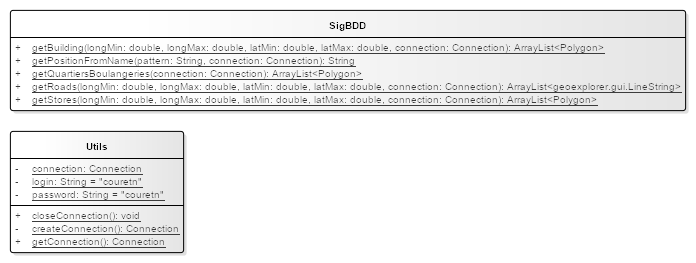 SigBDD
+ getBuilding(longMin: double, longMax: double, latMin: double, latMax: double, connection: Connection): ArrayList<Polygon>
+ getPositionFromName(pattern: String, connection: Connection): String
+ getQuartiersBoulangeries(connection: Connection): ArrayList<Polygon>
+ getRoads(longMin: double, longMax: double, latMin: double, latMax: double, connection: Connection): ArrayList<geoexplorer.gui.LineString>
+ getStores(longMin: double, longMax: double, latMin: double, latMax: double, connection: Connection): ArrayList<Polygon>
Utils
- connection: Connection
- login: String = "couretn"
- password: String = "couretn"
+ closeConnection(): void
- createConnection(): Connection
+ getConnection(): Connection